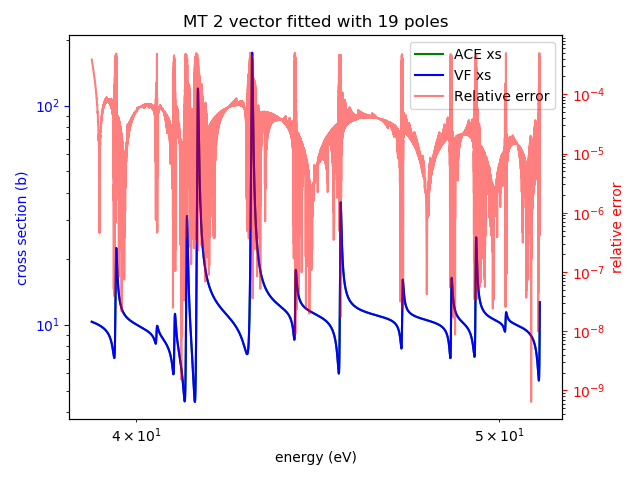 MT 2 vector fitted with 19 poles
ACE xs
VF xs
Relative error
cross section (b)
10²
10¹
relative error
10⁻⁴
10⁻⁵
10⁻⁶
10⁻⁷
10⁻⁸
10⁻⁹
4 × 10¹
5 × 10¹
energy (eV)